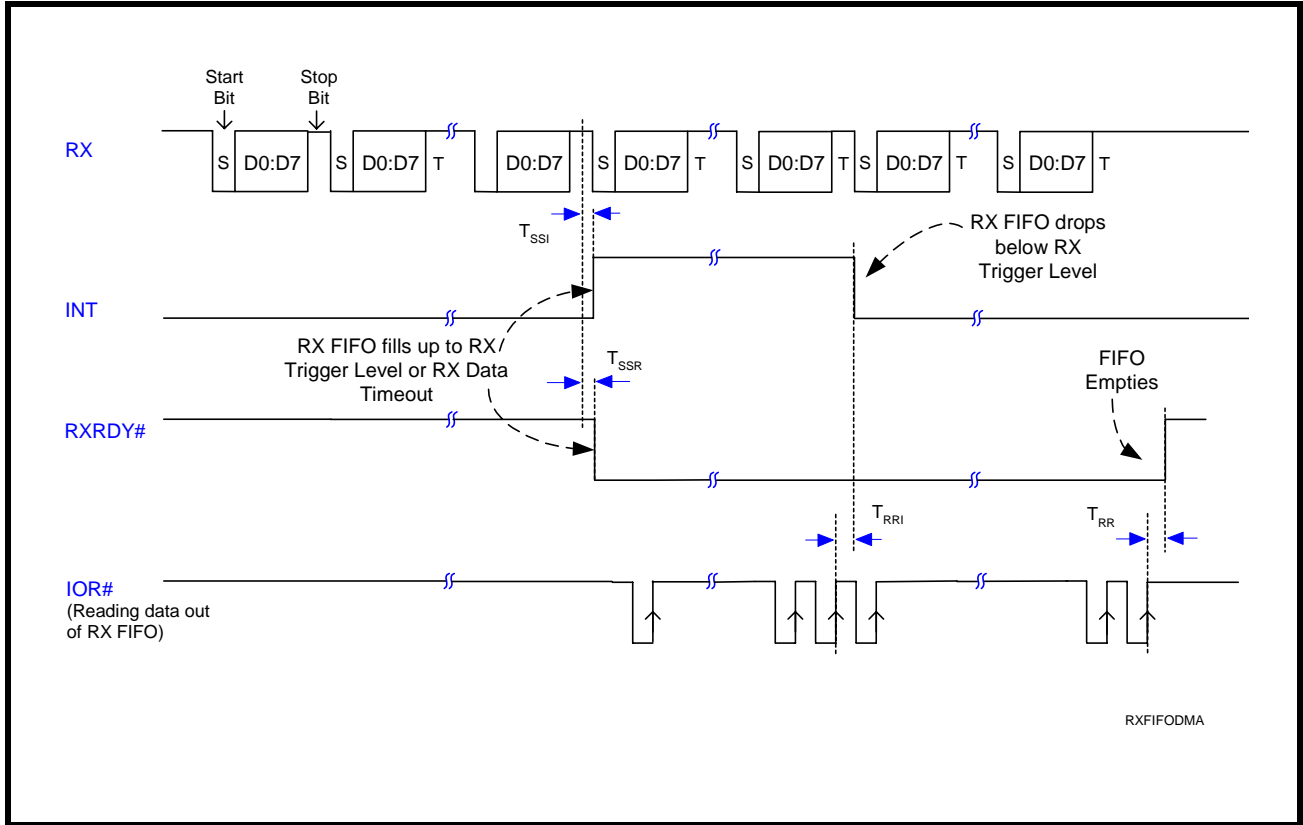 Start
Bit
Stop
Bit
RX
S D0:D7 S D0:D7 T D0:D7 S D0:D7 S D0:D7 T S D0:D7 T S D0:D7 T
TSSI
RX FIFO drops
below RX
Trigger Level
INT
RX FIFO fills up to RX
Trigger Level or RX Data
Timeout
TSSR
FIFO
Empties
RXRDY#
TRRI
TRR
IOR#
(Reading data out
of RX FIFO)
RXFIFODMA